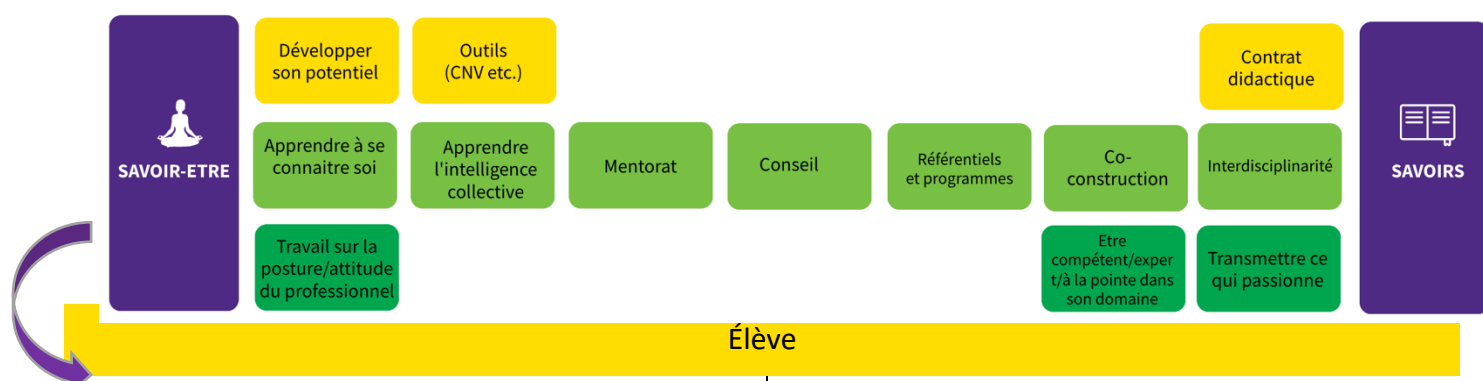 SAVOIR-ETRE
Développer
son potentiel
Outils
(CNV etc.)
Contrat
didactique
Apprendre à se
connaitre soi
Apprendre
l'intelligence
collective
Mentorat
Conseil
Référentiels
et programmes
Co-
construction
Interdisciplinarité
Travail sur la
posture/attitude
du professionnel
Etre
compétent/exper
t/à la pointe dans
son domaine
Transmettre ce
qui passionne
SAVOIRS
Élève